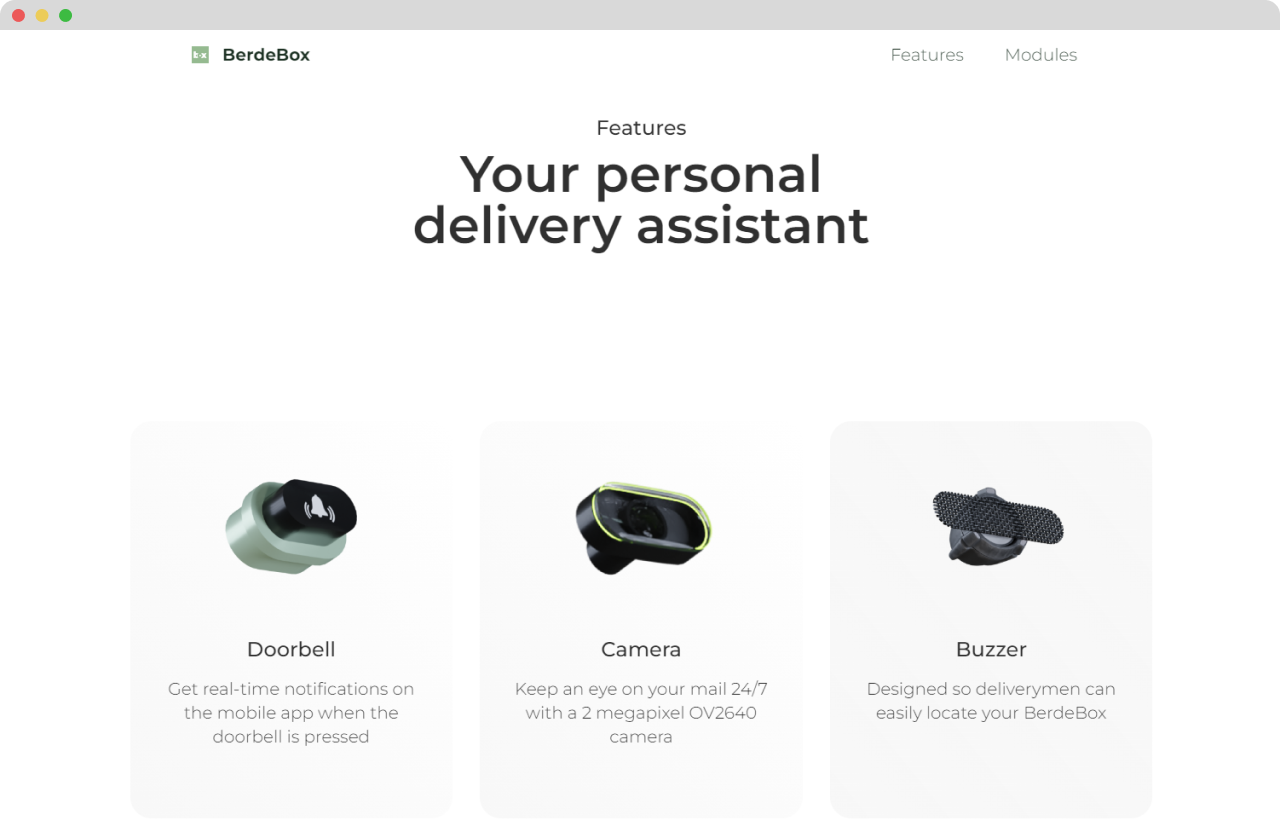 BerdeBox
Features
Modules
Features
Your personal
delivery assistant
Doorbell
Get real-time notifications on
the mobile app when the
doorbell is pressed
Camera
Keep an eye on your mail 24/7
with a 2 megapixel OV2640
camera
Buzzer
Designed so deliverymen can
easily locate your BerdeBox